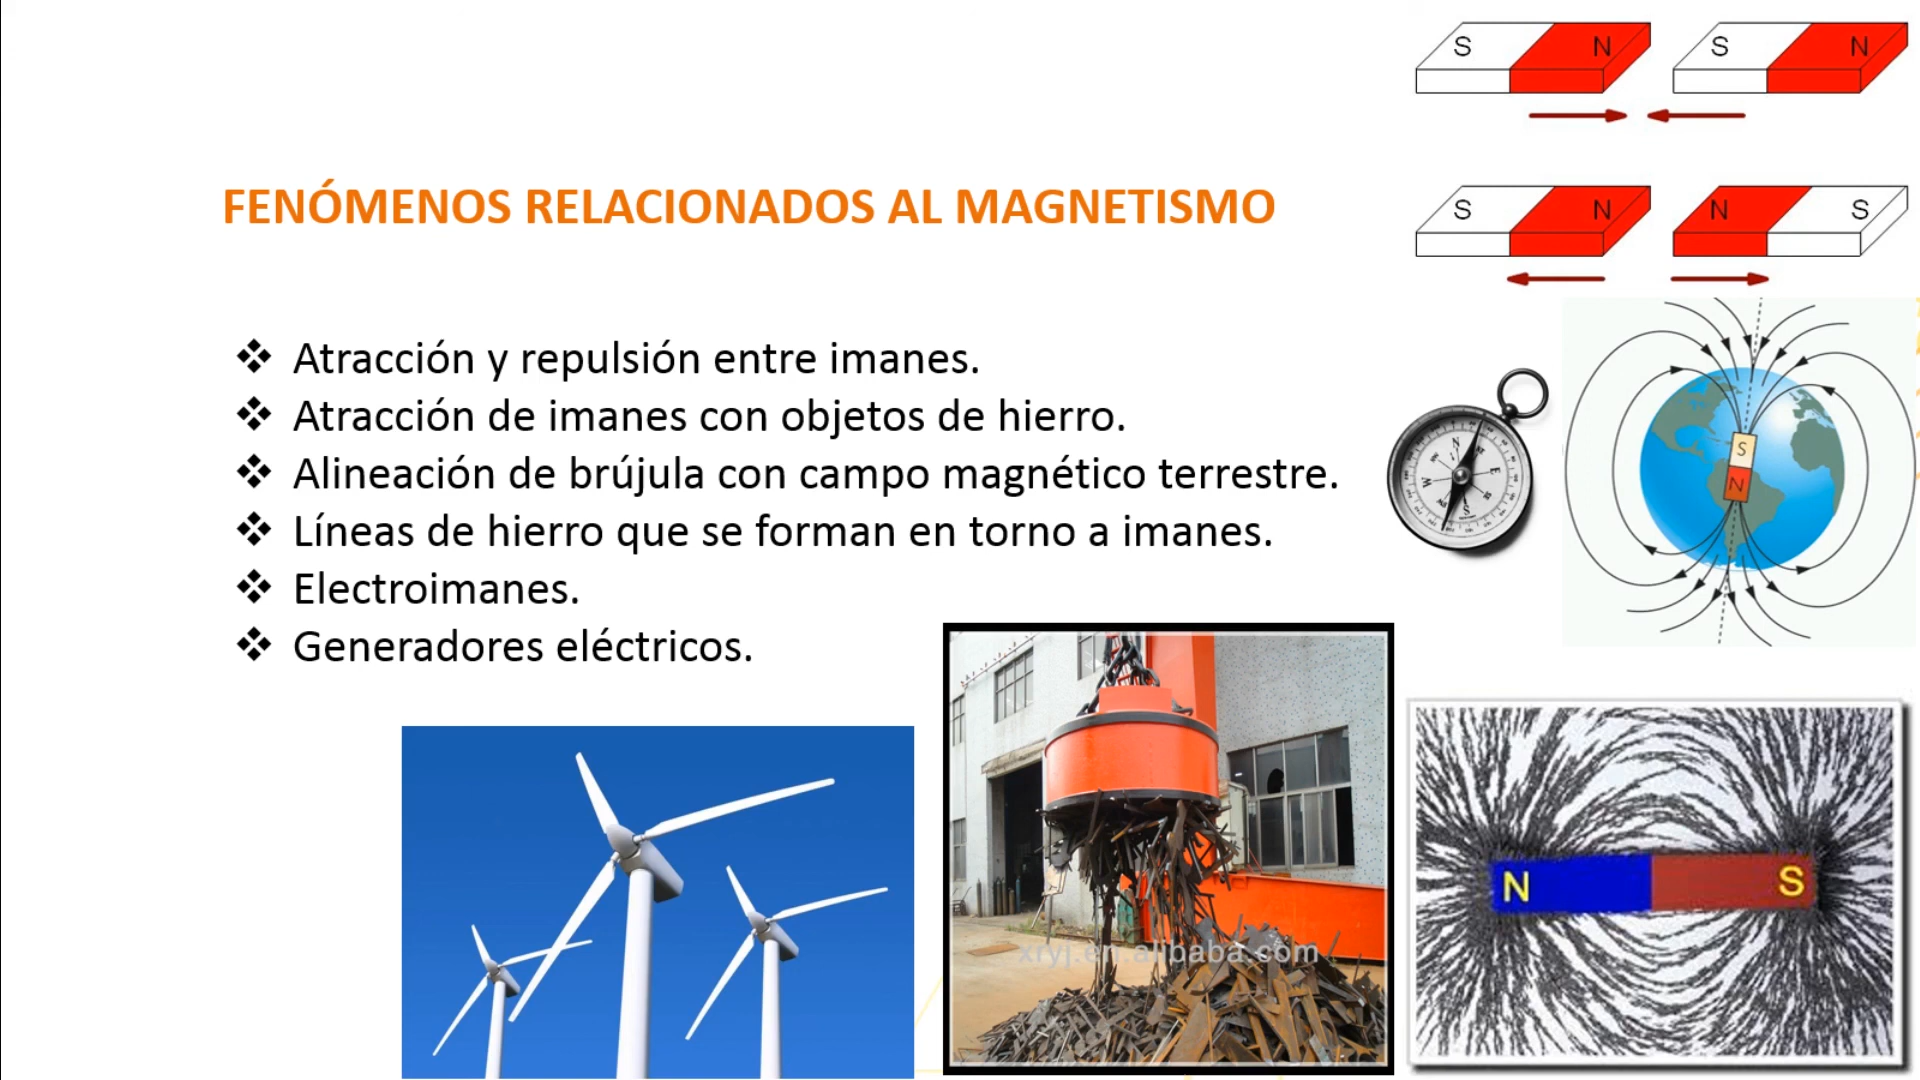 S N S N
FENÓMENOS RELACIONADOS AL MAGNETISMO
S N N S
❖ Atracción y repulsión entre imanes.
❖ Atracción de imanes con objetos de hierro.
❖ Alineación de brújula con campo magnético terrestre.
❖ Líneas de hierro que se forman en torno a imanes.
❖ Electroimanes.
❖ Generadores eléctricos.
N
E
S
W
S
N
xryj.en.alibaba.com
N S